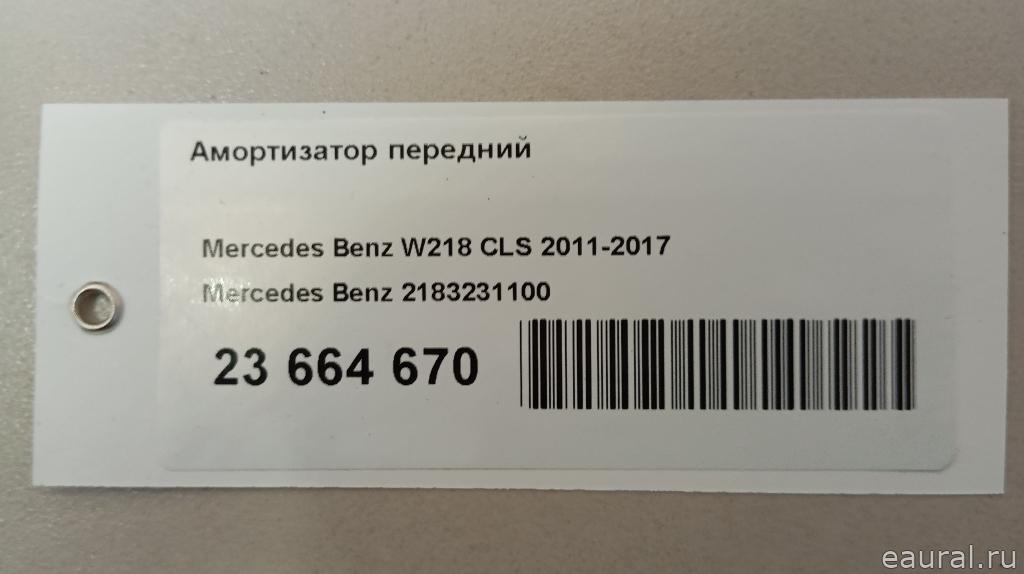 Амортизатор передний
Mercedes Benz W218 CLS 2011-2017
Mercedes Benz 2183231100
23 664 670
eaural.ru